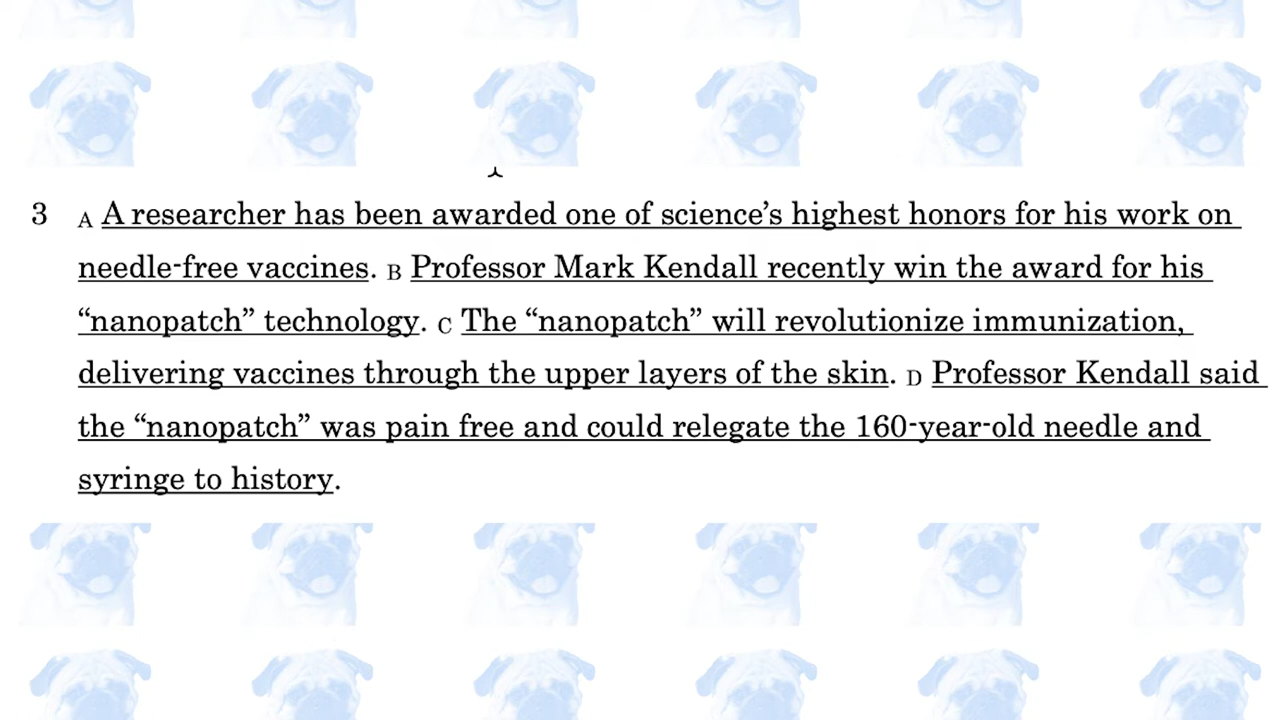 3 A A researcher has been awarded one of science’s highest honors for his work on
needle-free vaccines. B Professor Mark Kendall recently win the award for his
“nanopatch” technology. C The “nanopatch” will revolutionize immunization,
delivering vaccines through the upper layers of the skin. D Professor Kendall said
the “nanopatch” was pain free and could relegate the 160-year-old needle and
syringe to history.